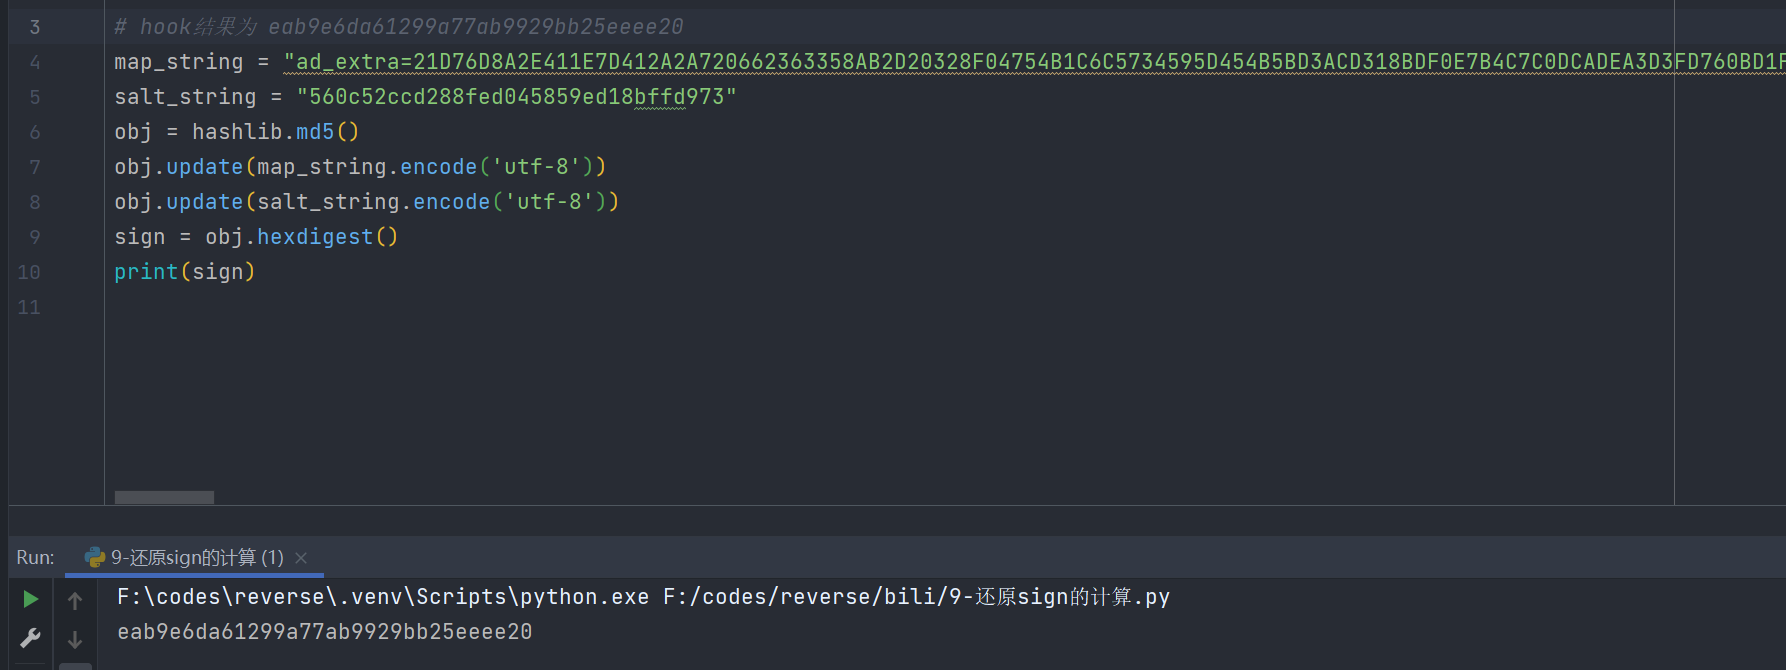 3 # hook结果为 eab9e6da61299a77ab9929bb25eeee20
4 map_string = "ad_extra=21D76D8A2E411E7D412A2A720662363358AB2D20328F04754B1C6C5734595D454B5BD3ACD318BDF0E7B4C7C0DCADEA3D3FD760BD1F
5 salt_string = "560c52ccd288fed045859ed18bffd973"
6 obj = hashlib.md5()
7 obj.update(map_string.encode('utf-8'))
8 obj.update(salt_string.encode('utf-8'))
9 sign = obj.hexdigest()
10 print(sign)
11
Run: 9-还原sign的计算 (1)
F:\codes\reverse\.venv\Scripts\python.exe F:/codes/reverse/bili/9-还原sign的计算.py
eab9e6da61299a77ab9929bb25eeee20